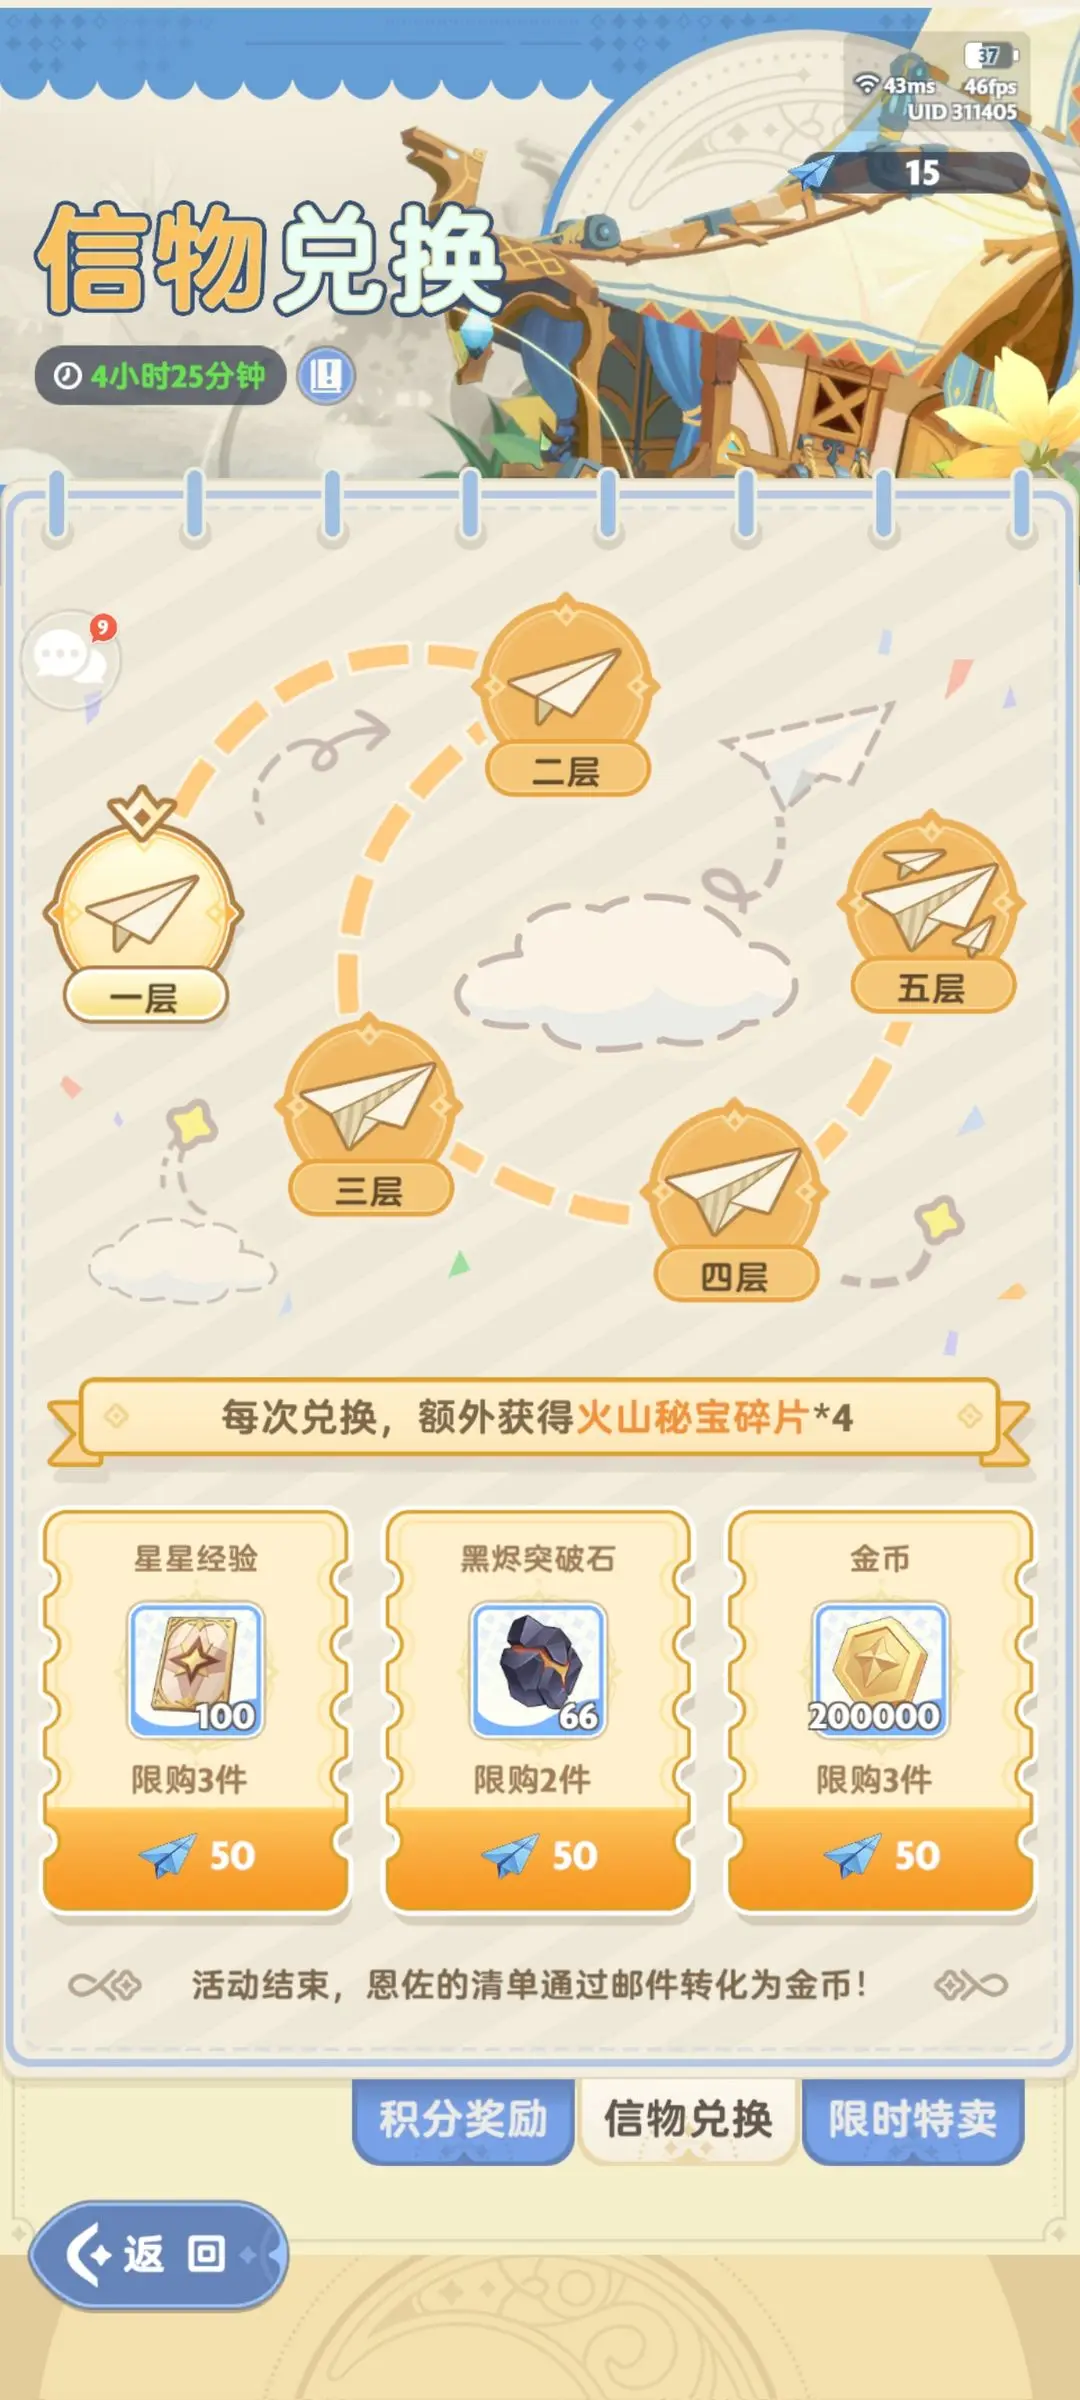 37
43ms 46fps
UID 311405
15
信物兑换
4小时25分钟
9
二层
一层
五层
三层
四层
每次兑换，额外获得火山秘宝碎片*4
星星经验 黑烬突破石 金币
100 66 200000
限购3件 限购2件 限购3件
50 50 50
活动结束，恩佐的清单通过邮件转化为金币！
积分奖励 信物兑换 限时特卖
返回